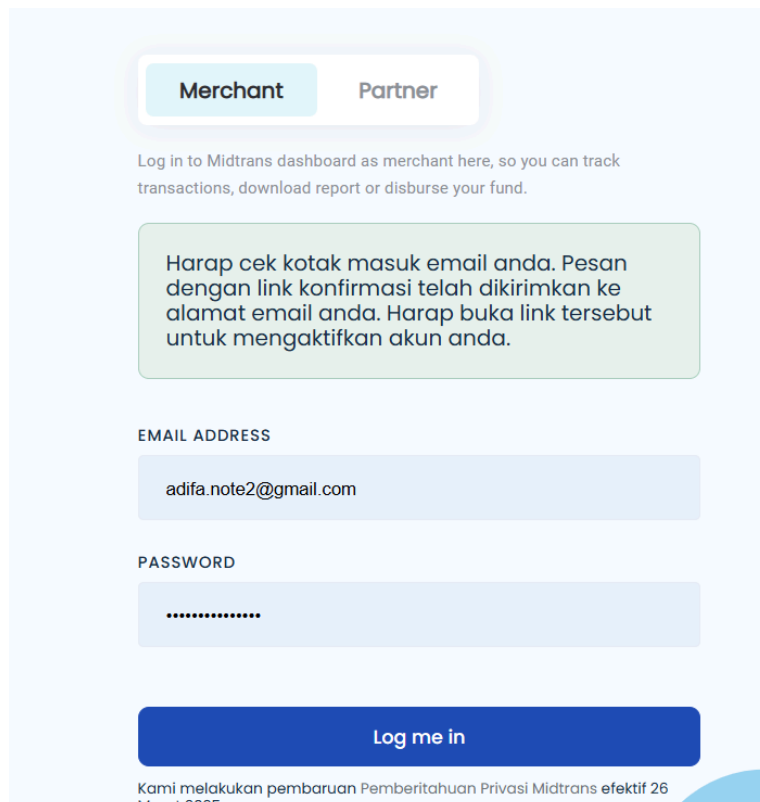 Merchant
Partner
Log in to Midtrans dashboard as merchant here, so you can track
transactions, download report or disburse your fund.
Harap cek kotak masuk email anda. Pesan
dengan link konfirmasi telah dikirimkan ke
alamat email anda. Harap buka link tersebut
untuk mengaktifkan akun anda.
EMAIL ADDRESS
adifa.note2@gmail.com
PASSWORD
•••••••••••••••
Log me in
Kami melakukan pembaruan Pemberitahuan Privasi Midtrans efektif 26